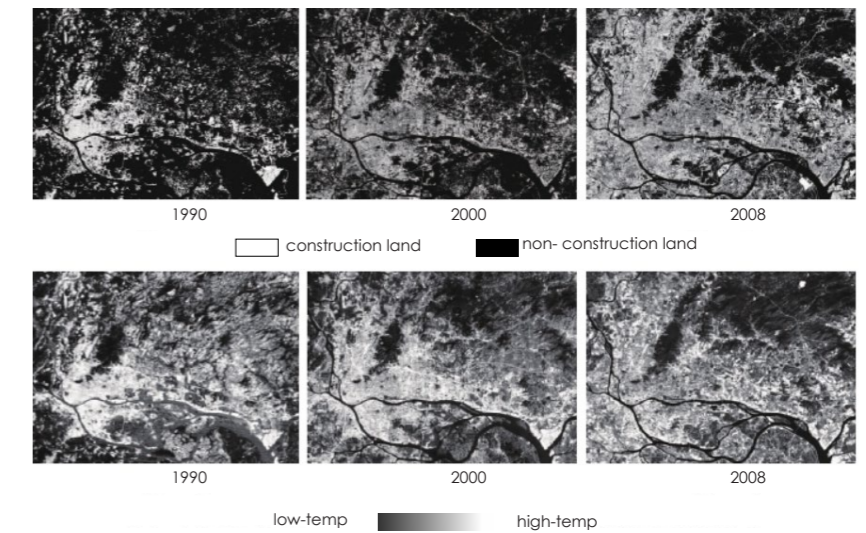 1990 2000 2008
construction land non- construction land
1990 2000 2008
low-temp high-temp